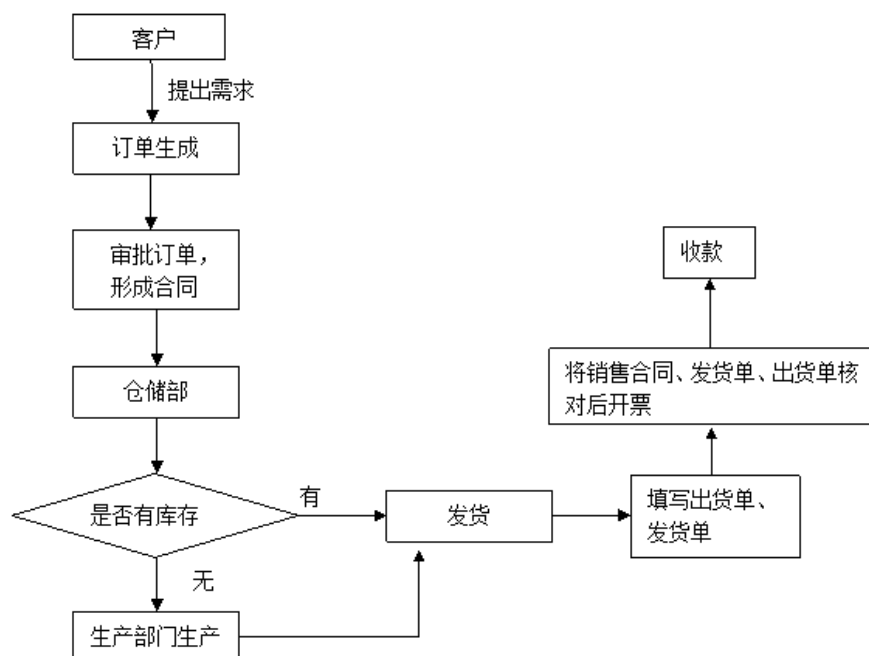 客户
提出需求
订单生成
审批订单，
形成合同
仓储部
是否有库存
有
无
生产部门生产
发货
填写出货单、
发货单
将销售合同、发货单、出货单核
对后开票
收款